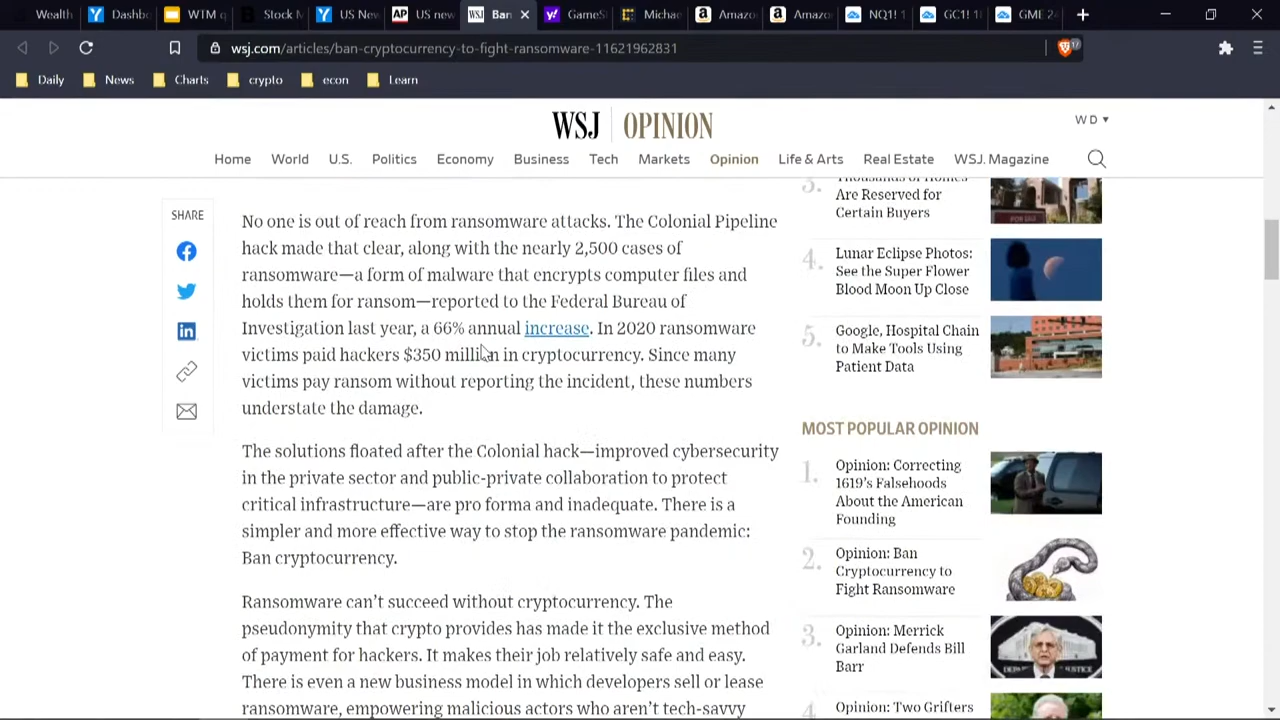 Wealth
Dashb
WTM q
Stock M
US Nev
US new
Ban
Game
Michae
Amazo
Amazo
NQ1! 1
GC1! 18
GME 24
wsj.com/articles/ban-cryptocurrency-to-fight-ransomware-11621962831
17
Daily
News
Charts
crypto
econ
Learn
WSJ | OPINION
W D
Home World U.S. Politics Economy Business Tech Markets Opinion Life & Arts Real Estate WSJ. Magazine
SHARE
No one is out of reach from ransomware attacks. The Colonial Pipeline
hack made that clear, along with the nearly 2,500 cases of
ransomware—a form of malware that encrypts computer files and
holds them for ransom—reported to the Federal Bureau of
Investigation last year, a 66% annual increase. In 2020 ransomware
victims paid hackers $350 million in cryptocurrency. Since many
victims pay ransom without reporting the incident, these numbers
understate the damage.
The solutions floated after the Colonial hack—improved cybersecurity
in the private sector and public-private collaboration to protect
critical infrastructure—are pro forma and inadequate. There is a
simpler and more effective way to stop the ransomware pandemic:
Ban cryptocurrency.
Ransomware can't succeed without cryptocurrency. The
pseudonymity that crypto provides has made it the exclusive method
of payment for hackers. It makes their job relatively safe and easy.
There is even a business model in which developers sell or lease
malicious actors who aren't tech-savvy
3.
Thousands of Homes
Are Reserved for
Certain Buyers
4.
Lunar Eclipse Photos:
See the Super Flower
Blood Moon Up Close
5.
Google, Hospital Chain
to Make Tools Using
Patient Data
MOST POPULAR OPINION
1.
Opinion: Correcting
1619's Falsehoods
About the American
Founding
2.
Opinion: Ban
Cryptocurrency to
Fight Ransomware
3.
Opinion: Merrick
Garland Defends Bill
Barr
4
Opinion: Two Grifters